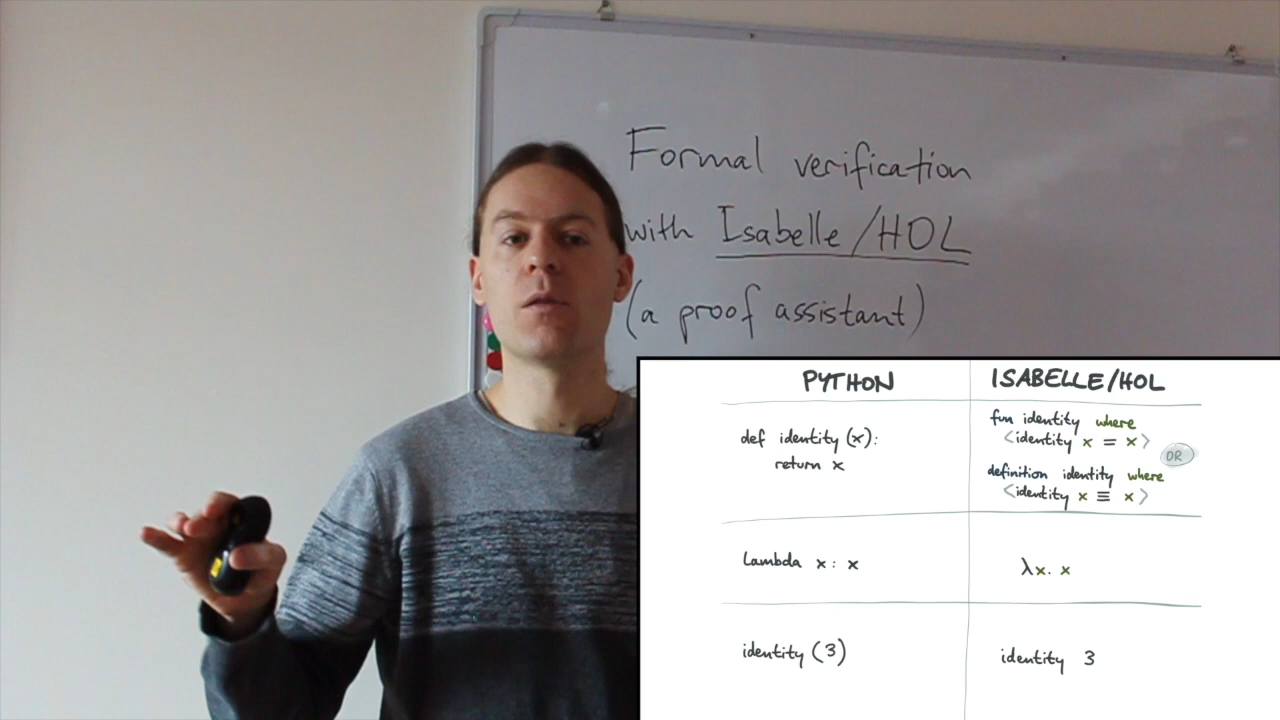 Formal verification
with Isabelle/HOL
(a proof assistant)
PYTHON
ISABELLE/HOL
def identity (x):
return x
fun identity where
<identity x = x>
OR
definition identity where
<identity x ≡ x>
lambda x: x
λx. x
identity (3)
identity 3